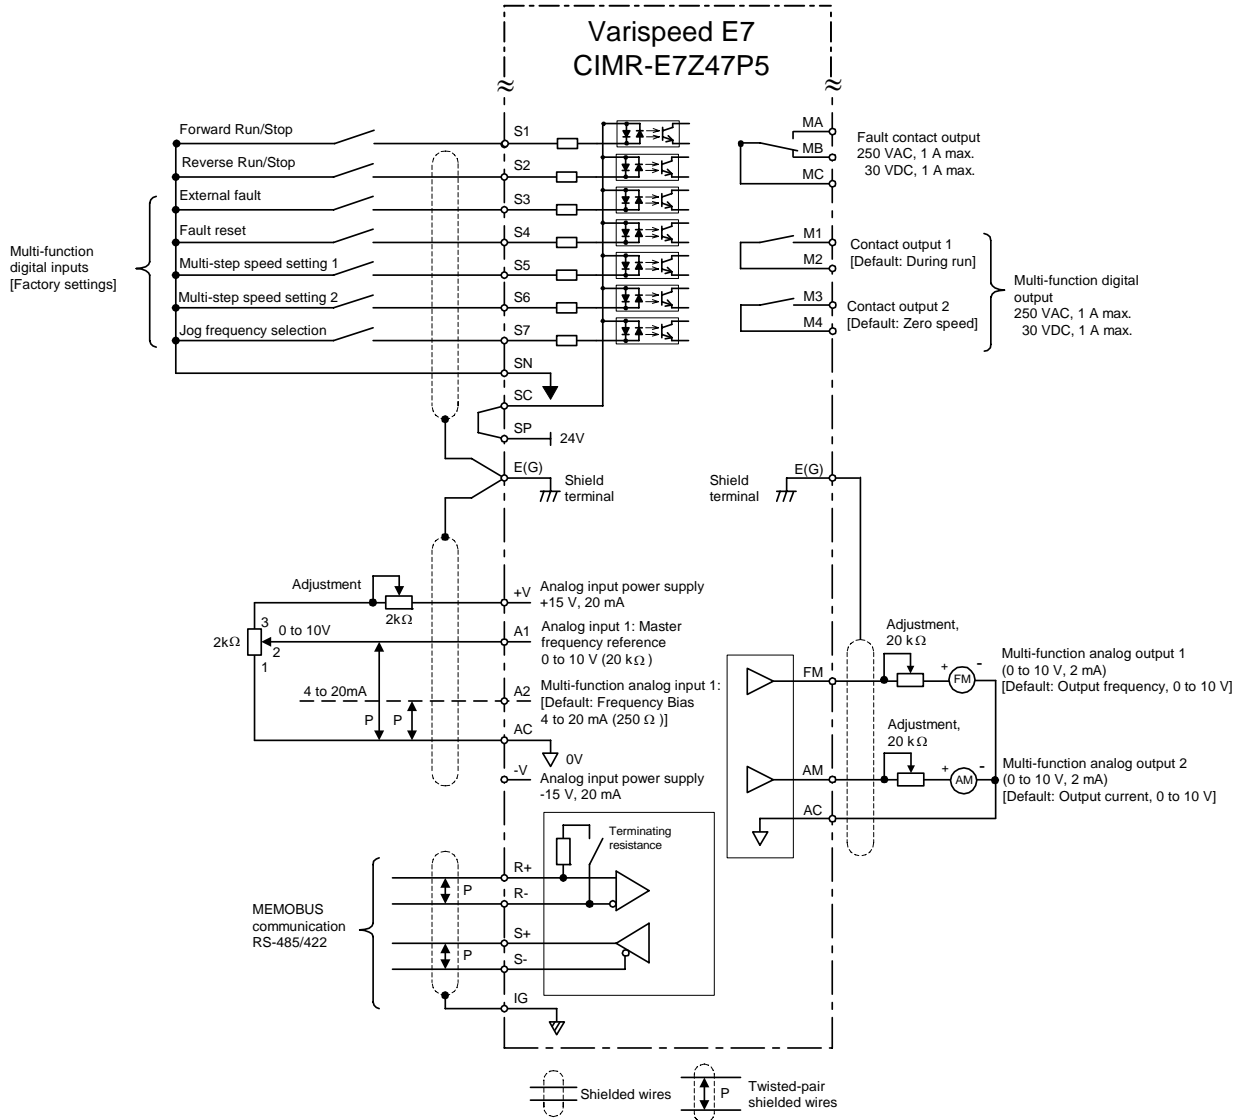 Varispeed E7
CIMR-E7Z47P5
Forward Run/Stop
S1
Reverse Run/Stop
S2
External fault
S3
Fault reset
S4
Multi-step speed setting 1
S5
Multi-step speed setting 2
S6
Jog frequency selection
S7
Multi-function
digital inputs
[Factory settings]
SN
SC
SP
24V
E(G)
Shield
terminal
MA
MB
MC
Fault contact output
250 VAC, 1 A max.
30 VDC, 1 A max.
M1
M2
Contact output 1
[Default: During run]
M3
M4
Contact output 2
[Default: Zero speed]
Multi-function digital
output
250 VAC, 1 A max.
30 VDC, 1 A max.
E(G)
Shield
terminal
Adjustment
2kΩ
+V
Analog input power supply
+15 V, 20 mA
2kΩ
3
2
1
0 to 10V
A1
Analog input 1: Master
frequency reference
0 to 10 V (20 kΩ )
4 to 20mA
P
P
A2
Multi-function analog input 1:
[Default: Frequency Bias
4 to 20 mA (250 Ω )]
AC
0V
-V
Analog input power supply
-15 V, 20 mA
FM
Adjustment,
20 kΩ
+
FM
-
Multi-function analog output 1
(0 to 10 V, 2 mA)
[Default: Output frequency, 0 to 10 V]
AM
Adjustment,
20 kΩ
+
AM
-
Multi-function analog output 2
(0 to 10 V, 2 mA)
[Default: Output current, 0 to 10 V]
AC
Terminating
resistance
MEMOBUS
communication
RS-485/422
P
R+
R-
P
S+
S-
IG
Shielded wires
P
Twisted-pair
shielded wires